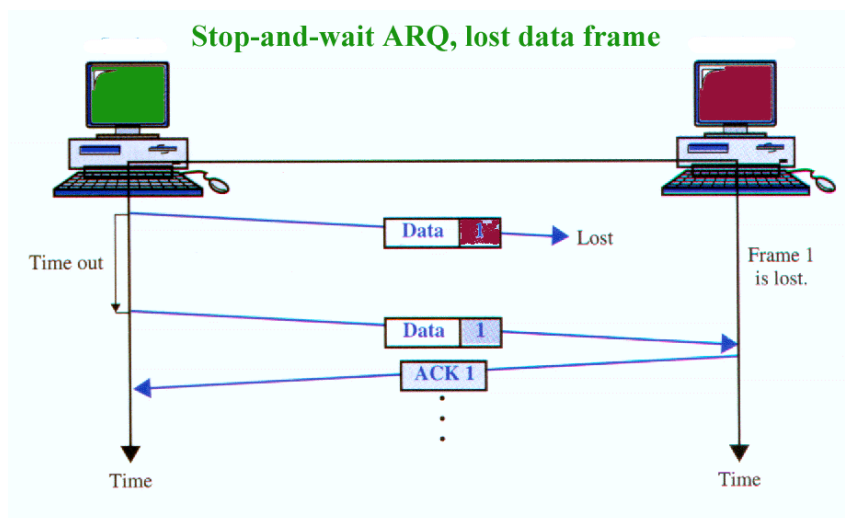 Stop-and-wait ARQ, lost data frame
Data 1
Lost
Time out
Frame 1
is lost.
Data 1
ACK 1
Time
Time